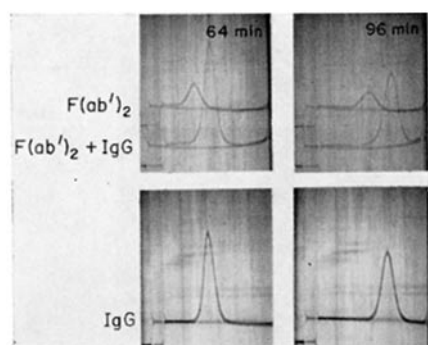 64 min
96 min
F(ab')₂
F(ab')₂ + IgG
IgG